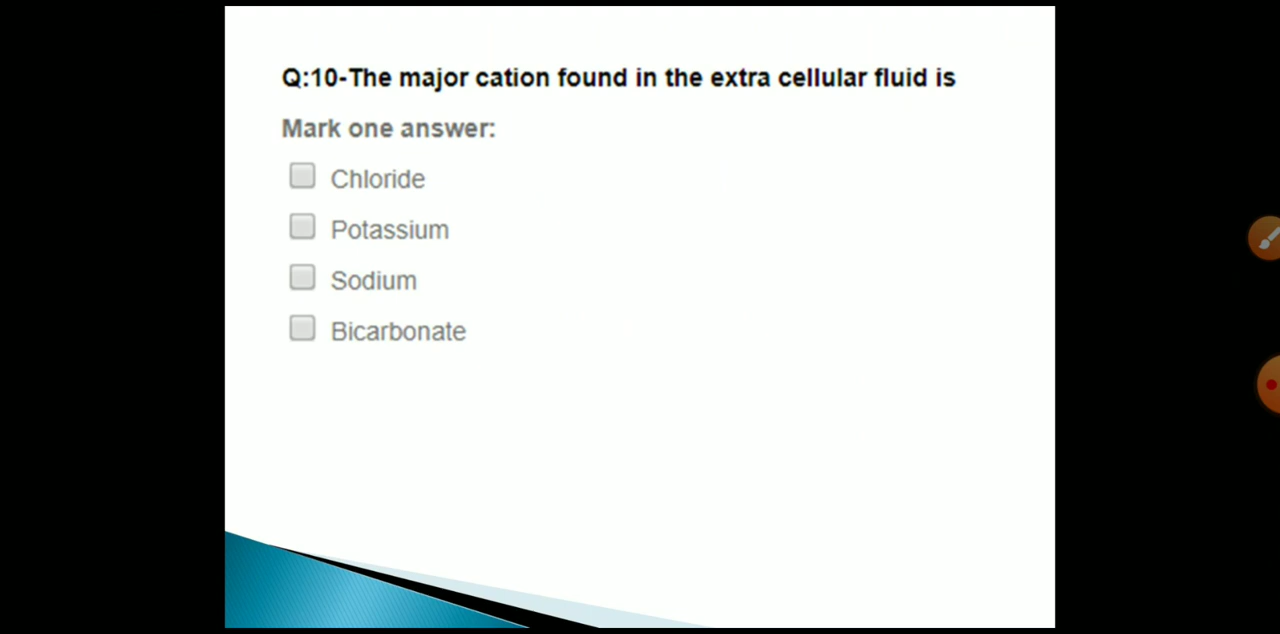 Q:10-The major cation found in the extra cellular fluid is
Mark one answer:
Chloride
Potassium
Sodium
Bicarbonate